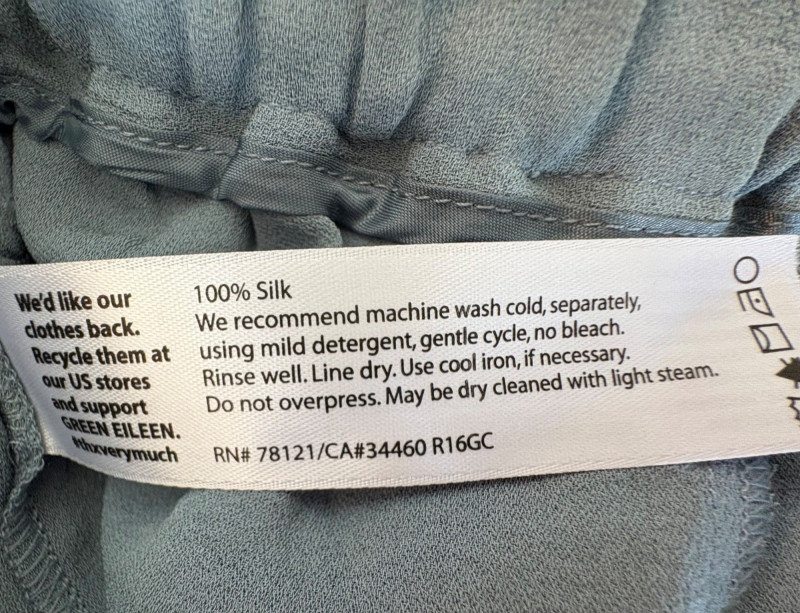 We'd like our
clothes back.
Recycle them at
our US stores
and support
GREEN EILEEN.
#thxverymuch
100% Silk
We recommend machine wash cold, separately,
using mild detergent, gentle cycle, no bleach.
Rinse well. Line dry. Use cool iron, if necessary.
Do not overpress. May be dry cleaned with light steam.
RN# 78121/CA#34460 R16GC